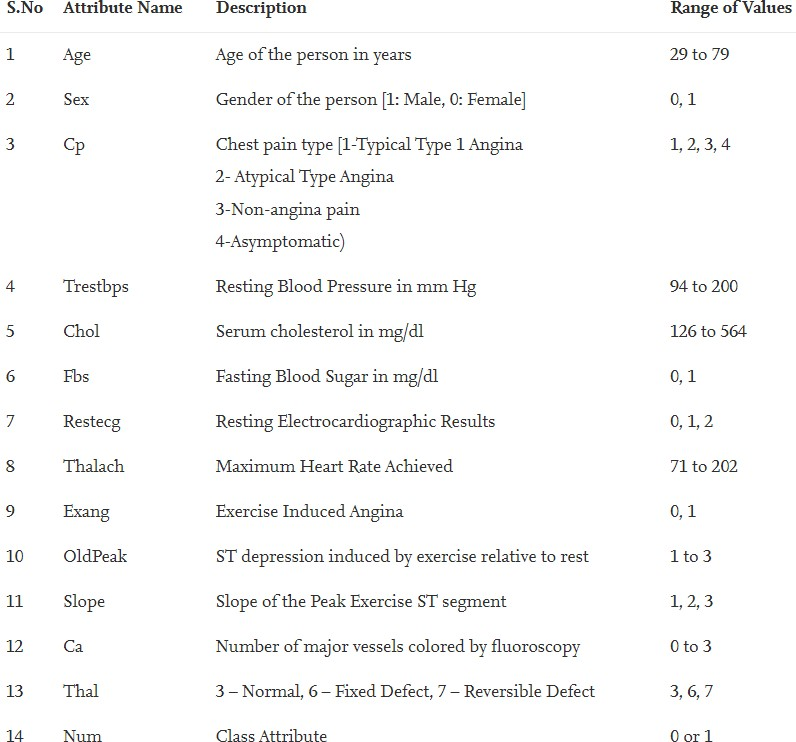 S.No Attribute Name Description Range of Values
1 Age Age of the person in years 29 to 79
2 Sex Gender of the person [1: Male, 0: Female] 0, 1
3 Cp Chest pain type [1-Typical Type 1 Angina 1, 2, 3, 4
2- Atypical Type Angina
3-Non-angina pain
4-Asymptomatic)
4 Trestbps Resting Blood Pressure in mm Hg 94 to 200
5 Chol Serum cholesterol in mg/dl 126 to 564
6 Fbs Fasting Blood Sugar in mg/dl 0, 1
7 Restecg Resting Electrocardiographic Results 0, 1, 2
8 Thalach Maximum Heart Rate Achieved 71 to 202
9 Exang Exercise Induced Angina 0, 1
10 OldPeak ST depression induced by exercise relative to rest 1 to 3
11 Slope Slope of the Peak Exercise ST segment 1, 2, 3
12 Ca Number of major vessels colored by fluoroscopy 0 to 3
13 Thal 3 – Normal, 6 – Fixed Defect, 7 – Reversible Defect 3, 6, 7
14 Num Class Attribute 0 or 1